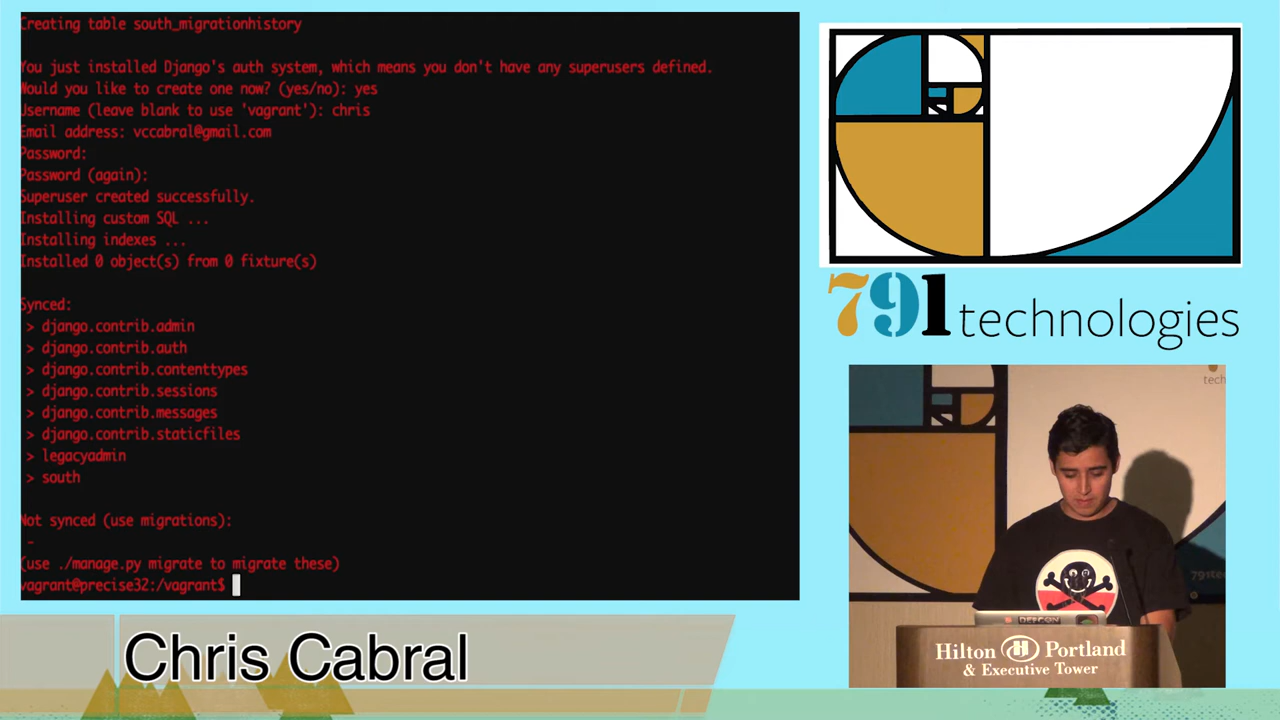 Creating table south_migrationhistory
You just installed Django's auth system, which means you don't have any superusers defined.
Would you like to create one now? (yes/no): yes
Username (leave blank to use 'vagrant'): chris
Email address: vccabral@gmail.com
Password:
Password (again):
Superuser created successfully.
Installing custom SQL ...
Installing indexes ...
Installed 0 object(s) from 0 fixture(s)
Synced:
> django.contrib.admin
> django.contrib.auth
> django.contrib.contenttypes
> django.contrib.sessions
> django.contrib.messages
> django.contrib.staticfiles
> legacyadmin
> south
Not synced (use migrations):
-
(use ./manage.py migrate to migrate these)
vagrant@precise32:/vagrant$
791 technologies
tech
DEFCON
Hilton Portland
& Executive Tower
Chris Cabral